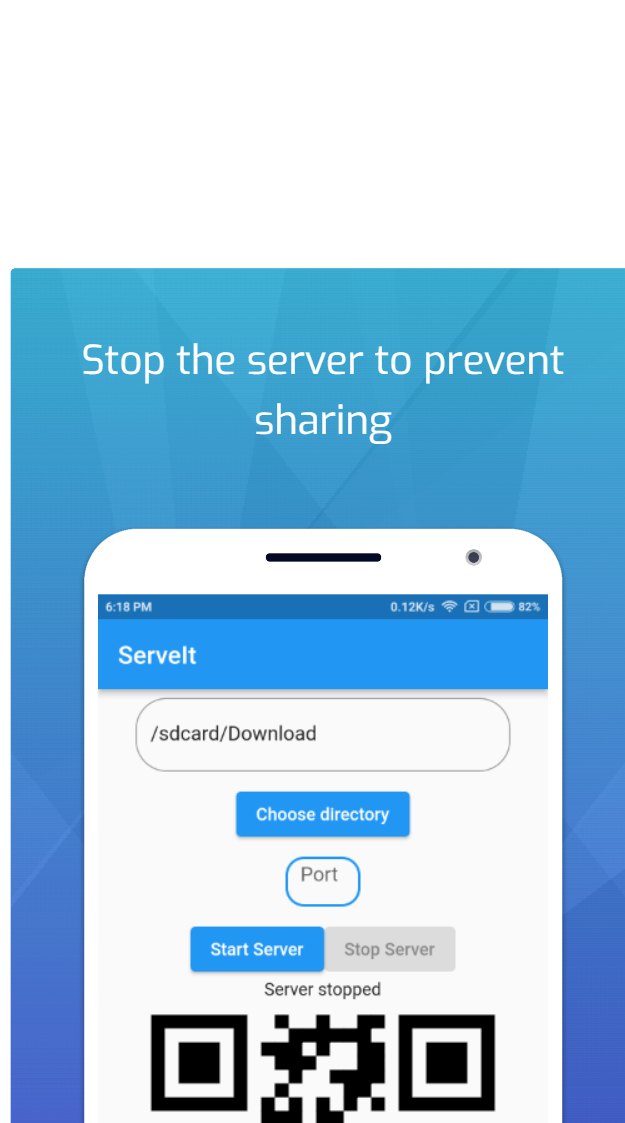 Stop the server to prevent
sharing
6:18 PM 0.12K/s 82%
ServeIt
/sdcard/Download
Choose directory
Port
Start Server Stop Server
Server stopped